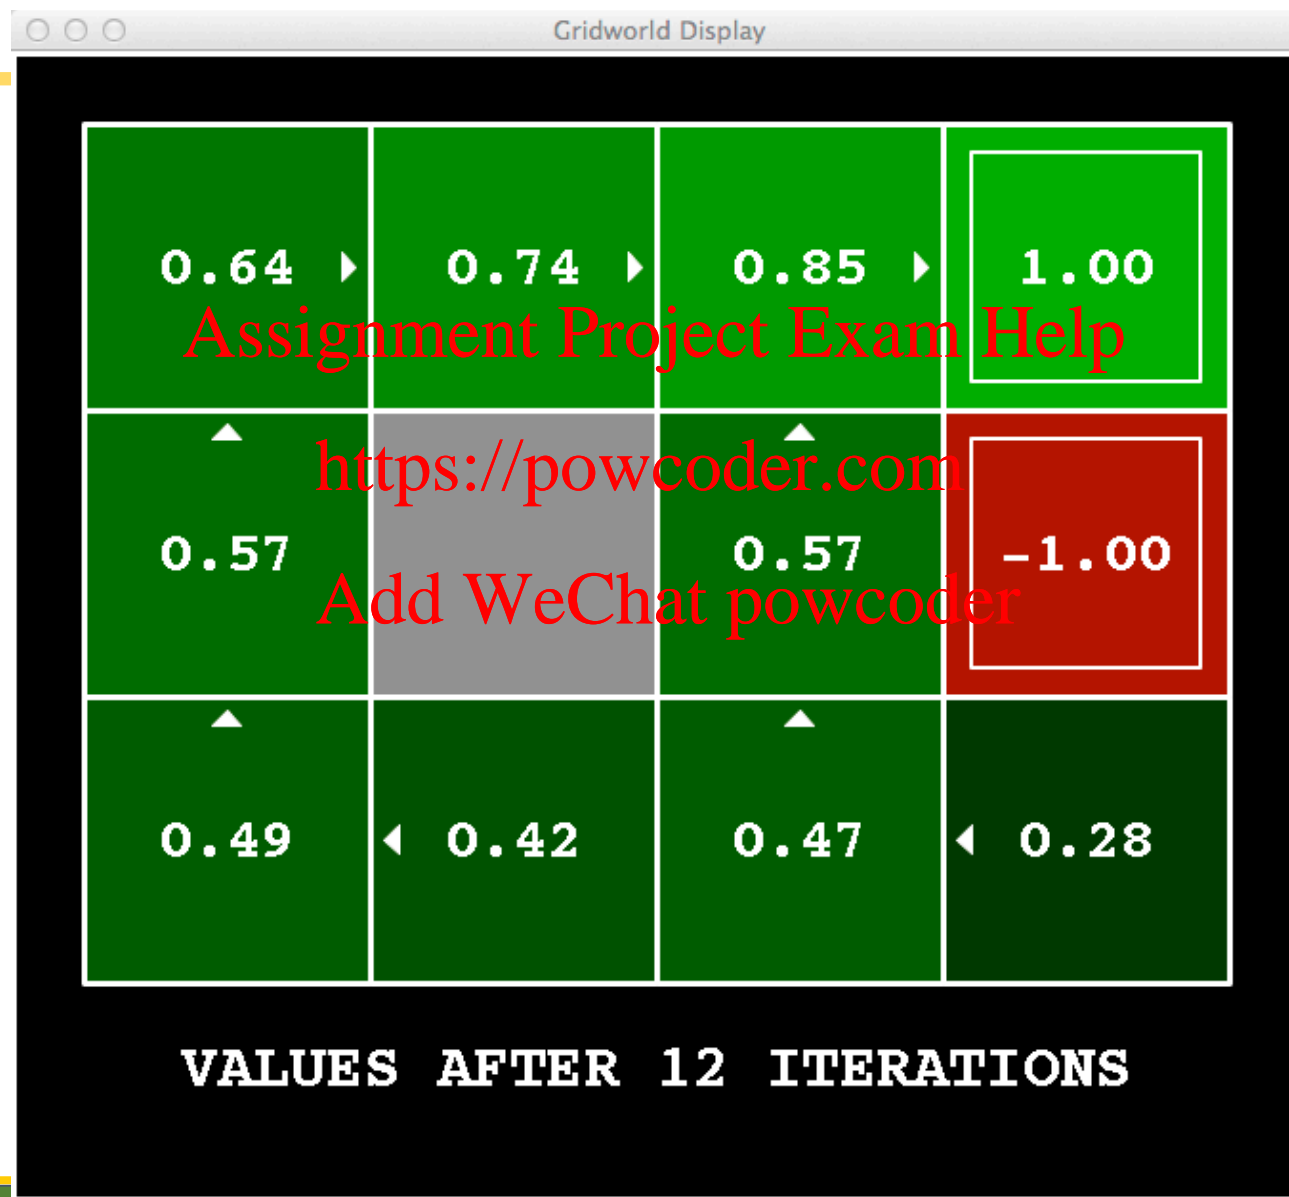 Gridworld Display
0.64 0.74 0.85 1.00
Assignment Project Exam Help
https://powcoder.com
0.57 0.57 -1.00
Add WeChat powcoder
0.49 0.42 0.47 0.28
VALUES AFTER 12 ITERATIONS